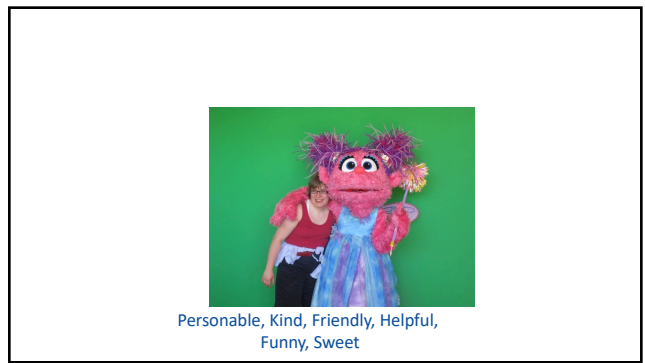 Personable, Kind, Friendly, Helpful,
Funny, Sweet